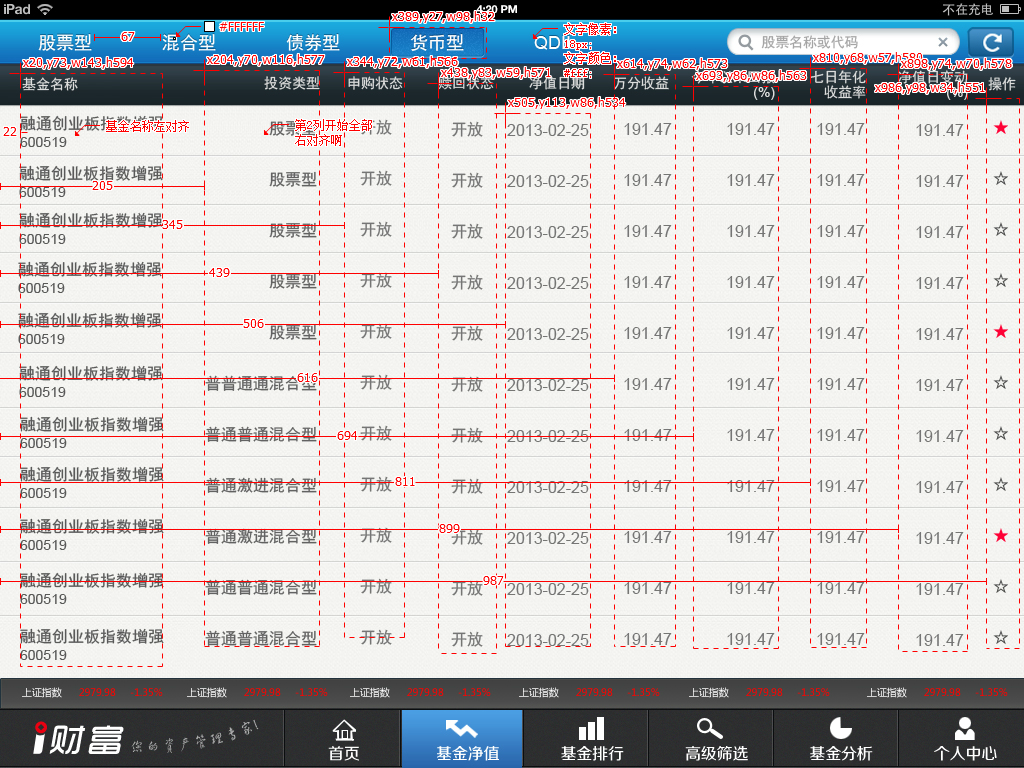 iPad
4:20 PM
不在充电
x389,y27,w98,h32
#FFFFFF
67
股票型
混合型
债券型
货币型
QD
文字像素:
18px;
文字颜色:
#fff;
股票名称或代码
x20,y73,w143,h594
x204,y70,w116,h577
x344,y72,w61,h566
x438,y83,w59,h571
x505,y113,w86,h534
x614,y74,w62,h573
x693,y86,w86,h563
x810,y68,w57,h580
x898,y74,w70,h578
x986,y98,w34,h551
基金名称
投资类型
申购状态
赎回状态
净值日期
万分收益
(%)
七日年化
收益率
净值日变动
(%)
操作
22
基金名称左对齐
第2列开始全部
右对齐啊
融通创业板指数增强
600519
股票型 开放 开放 2013-02-25 191.47 191.47 191.47 191.47
融通创业板指数增强
600519
205
股票型 开放 开放 2013-02-25 191.47 191.47 191.47 191.47
融通创业板指数增强
600519
345
股票型 开放 开放 2013-02-25 191.47 191.47 191.47 191.47
融通创业板指数增强
600519
439
股票型 开放 开放 2013-02-25 191.47 191.47 191.47 191.47
融通创业板指数增强
600519
506
股票型 开放 开放 2013-02-25 191.47 191.47 191.47 191.47
融通创业板指数增强
600519
616
普普通通混合型 开放 开放 2013-02-25 191.47 191.47 191.47 191.47
融通创业板指数增强
600519
694
普通普通混合型 开放 开放 2013-02-25 191.47 191.47 191.47 191.47
融通创业板指数增强
600519
811
普通激进混合型 开放 开放 2013-02-25 191.47 191.47 191.47 191.47
融通创业板指数增强
600519
899
普通激进混合型 开放 开放 2013-02-25 191.47 191.47 191.47 191.47
融通创业板指数增强
600519
987
普通普通混合型 开放 开放 2013-02-25 191.47 191.47 191.47 191.47
融通创业板指数增强
600519
普通普通混合型 开放 开放 2013-02-25 191.47 191.47 191.47 191.47
上证指数 2979.98 -1.35% 上证指数 2979.98 -1.35% 上证指数 2979.98 -1.35% 上证指数 2979.98 -1.35% 上证指数 2979.98 -1.35% 上证指数 2979.98 -1.35%
i财富 你的资产管理专家!
首页
基金净值
基金排行
高级筛选
基金分析
个人中心